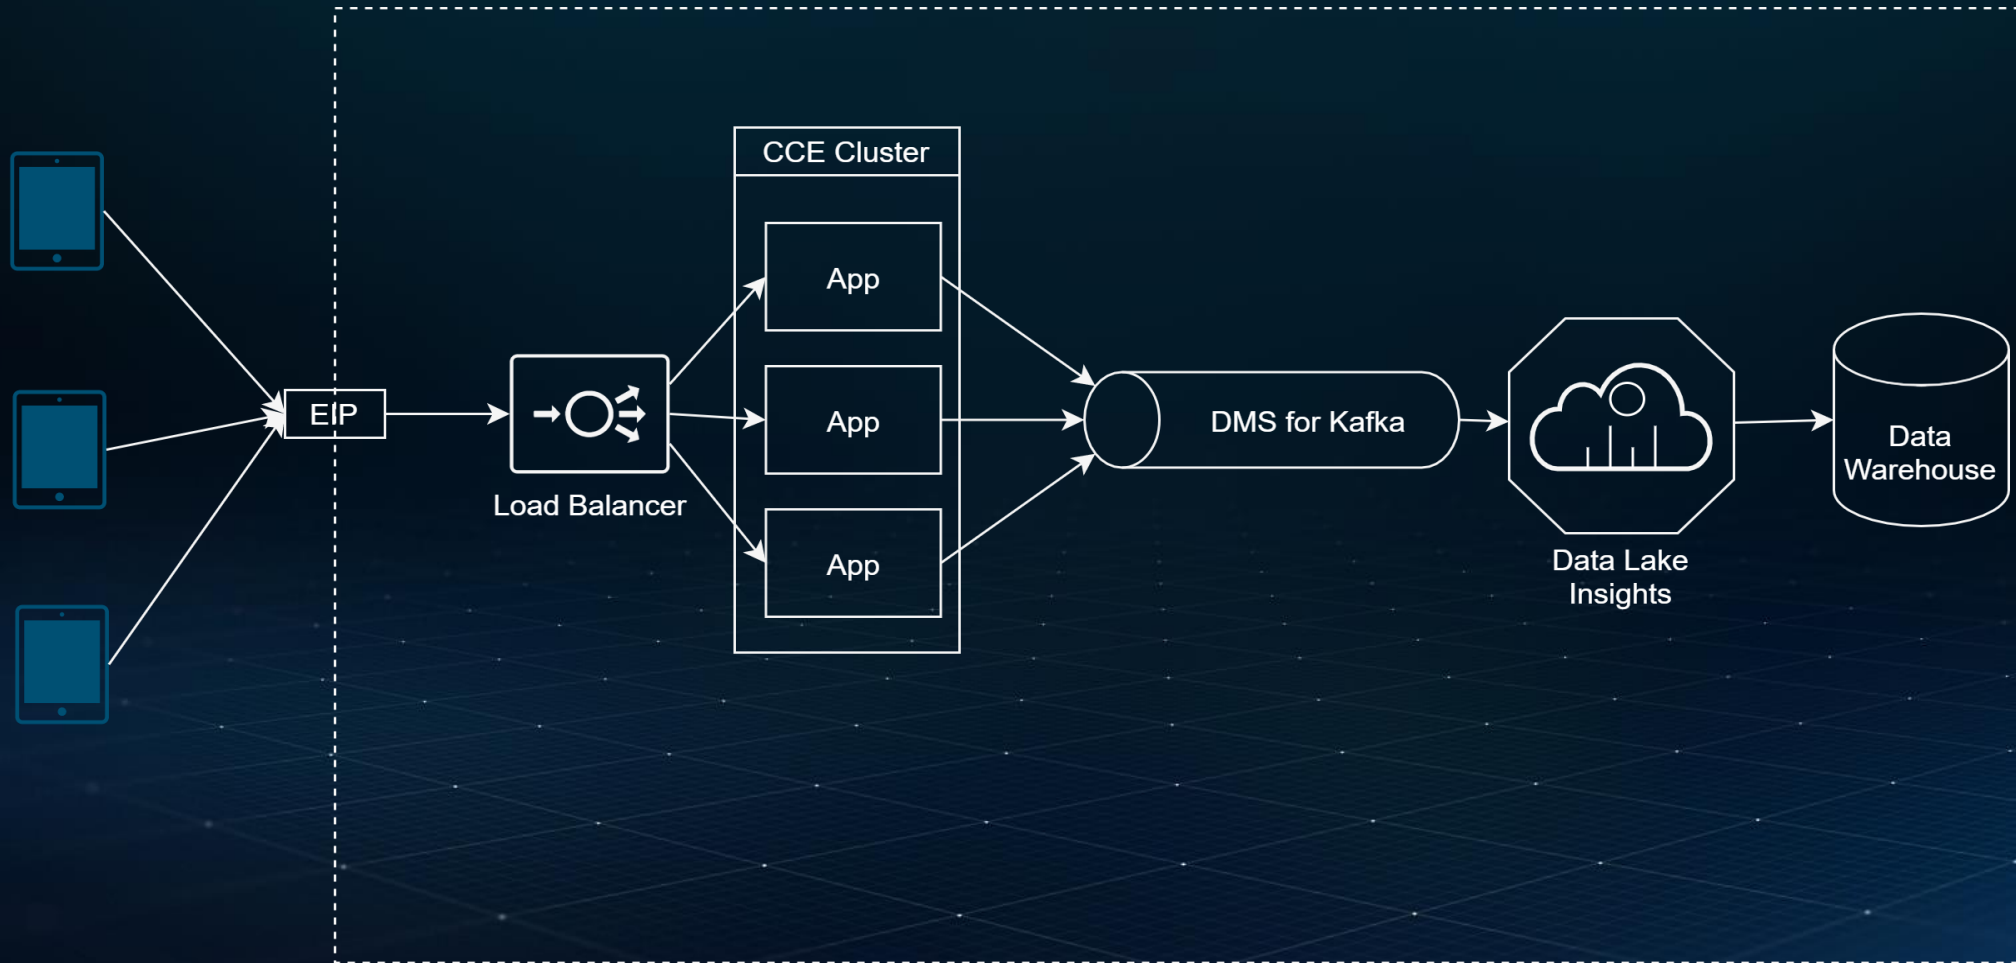 CCE Cluster
App
App
App
EIP
Load Balancer
DMS for Kafka
Data Lake
Insights
Data
Warehouse